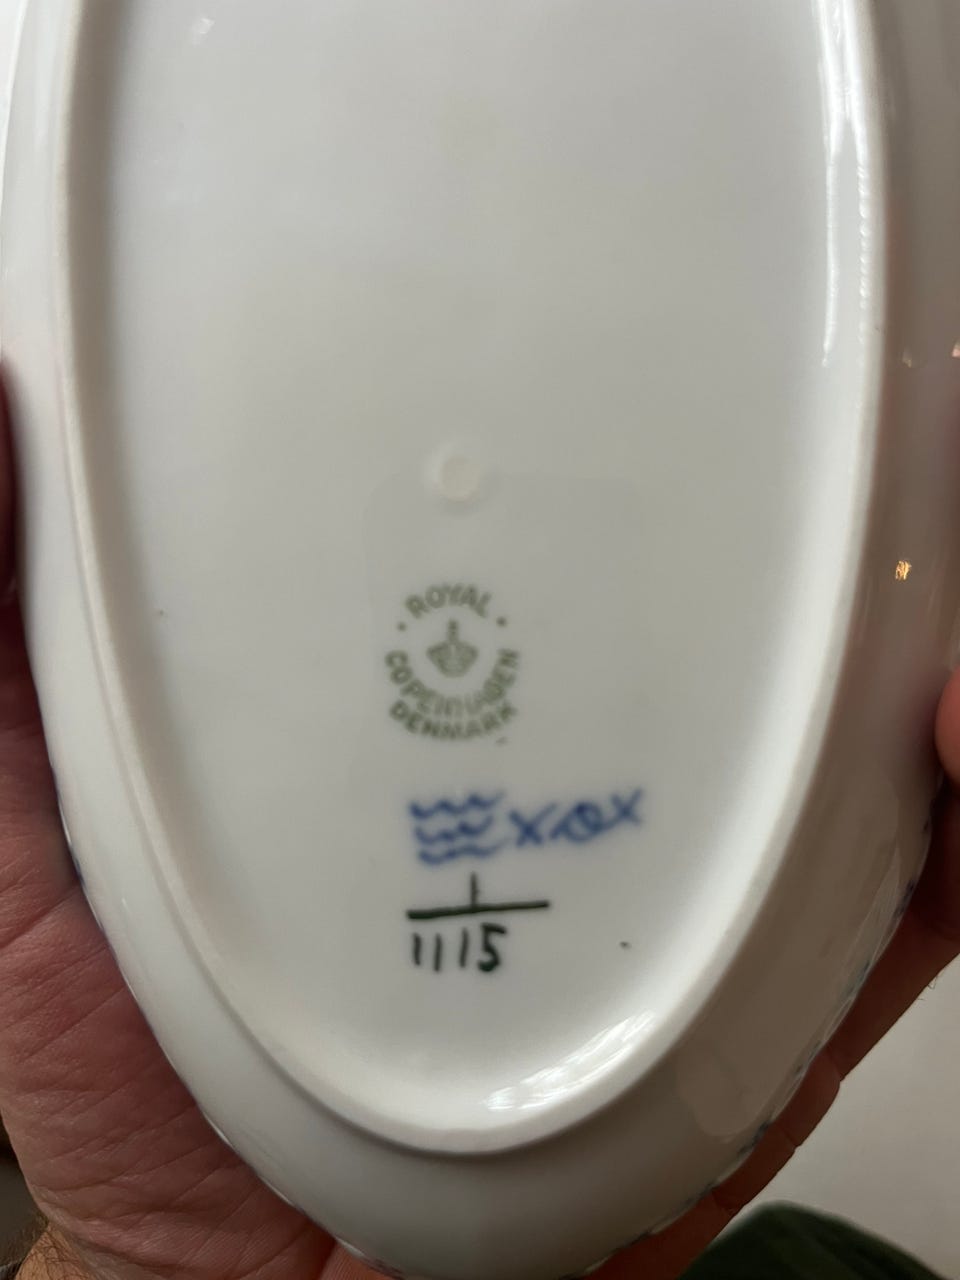 ROYAL
COPENHAGEN
DENMARK
1
1115